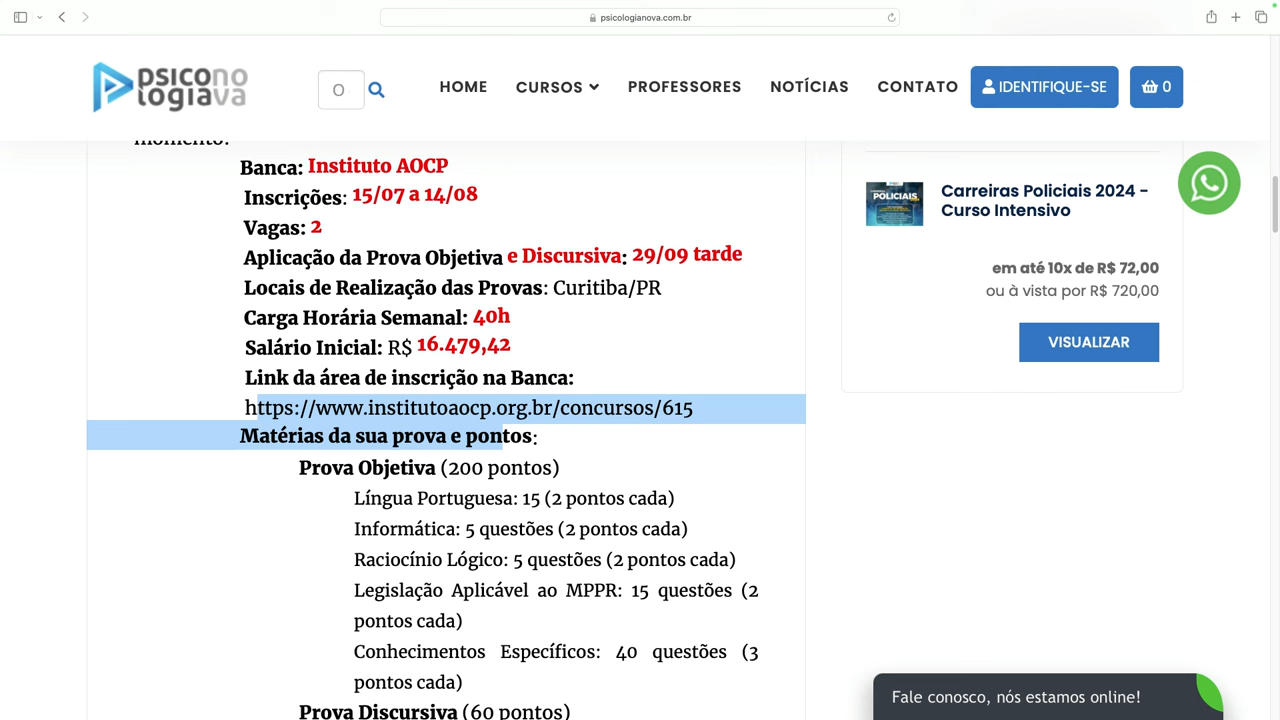 psicologianova.com.br
psicono
logiava
O
HOME
CURSOS
PROFESSORES
NOTÍCIAS
CONTATO
IDENTIFIQUE-SE
0
momento:
Banca: Instituto AOCP
Inscrições: 15/07 a 14/08
Vagas: 2
Aplicação da Prova Objetiva e Discursiva: 29/09 tarde
Locais de Realização das Provas: Curitiba/PR
Carga Horária Semanal: 40h
Salário Inicial: R$ 16.479,42
Link da área de inscrição na Banca:
https://www.institutoaocp.org.br/concursos/615
Matérias da sua prova e pontos:
Prova Objetiva (200 pontos)
Língua Portuguesa: 15 (2 pontos cada)
Informática: 5 questões (2 pontos cada)
Raciocínio Lógico: 5 questões (2 pontos cada)
Legislação Aplicável ao MPPR: 15 questões (2
pontos cada)
Conhecimentos Específicos: 40 questões (3
pontos cada)
Prova Discursiva (60 pontos)
POLICIAIS
Carreiras Policiais 2024 -
Curso Intensivo
em até 10x de R$ 72,00
ou à vista por R$ 720,00
VISUALIZAR
Fale conosco, nós estamos online!